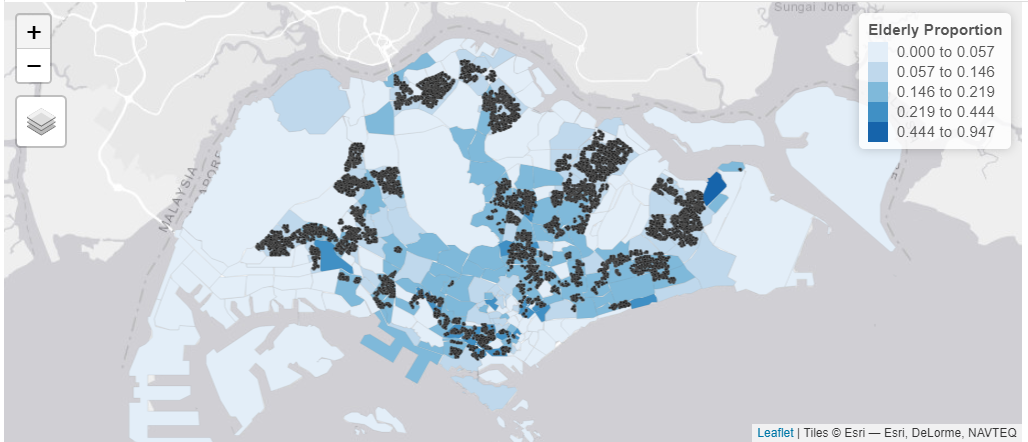 Sungai Johor
+
−
Elderly Proportion
0.000 to 0.057
0.057 to 0.146
0.146 to 0.219
0.219 to 0.444
0.444 to 0.947
MALAYSIA
Leaflet | Tiles © Esri — Esri, DeLorme, NAVTEQ